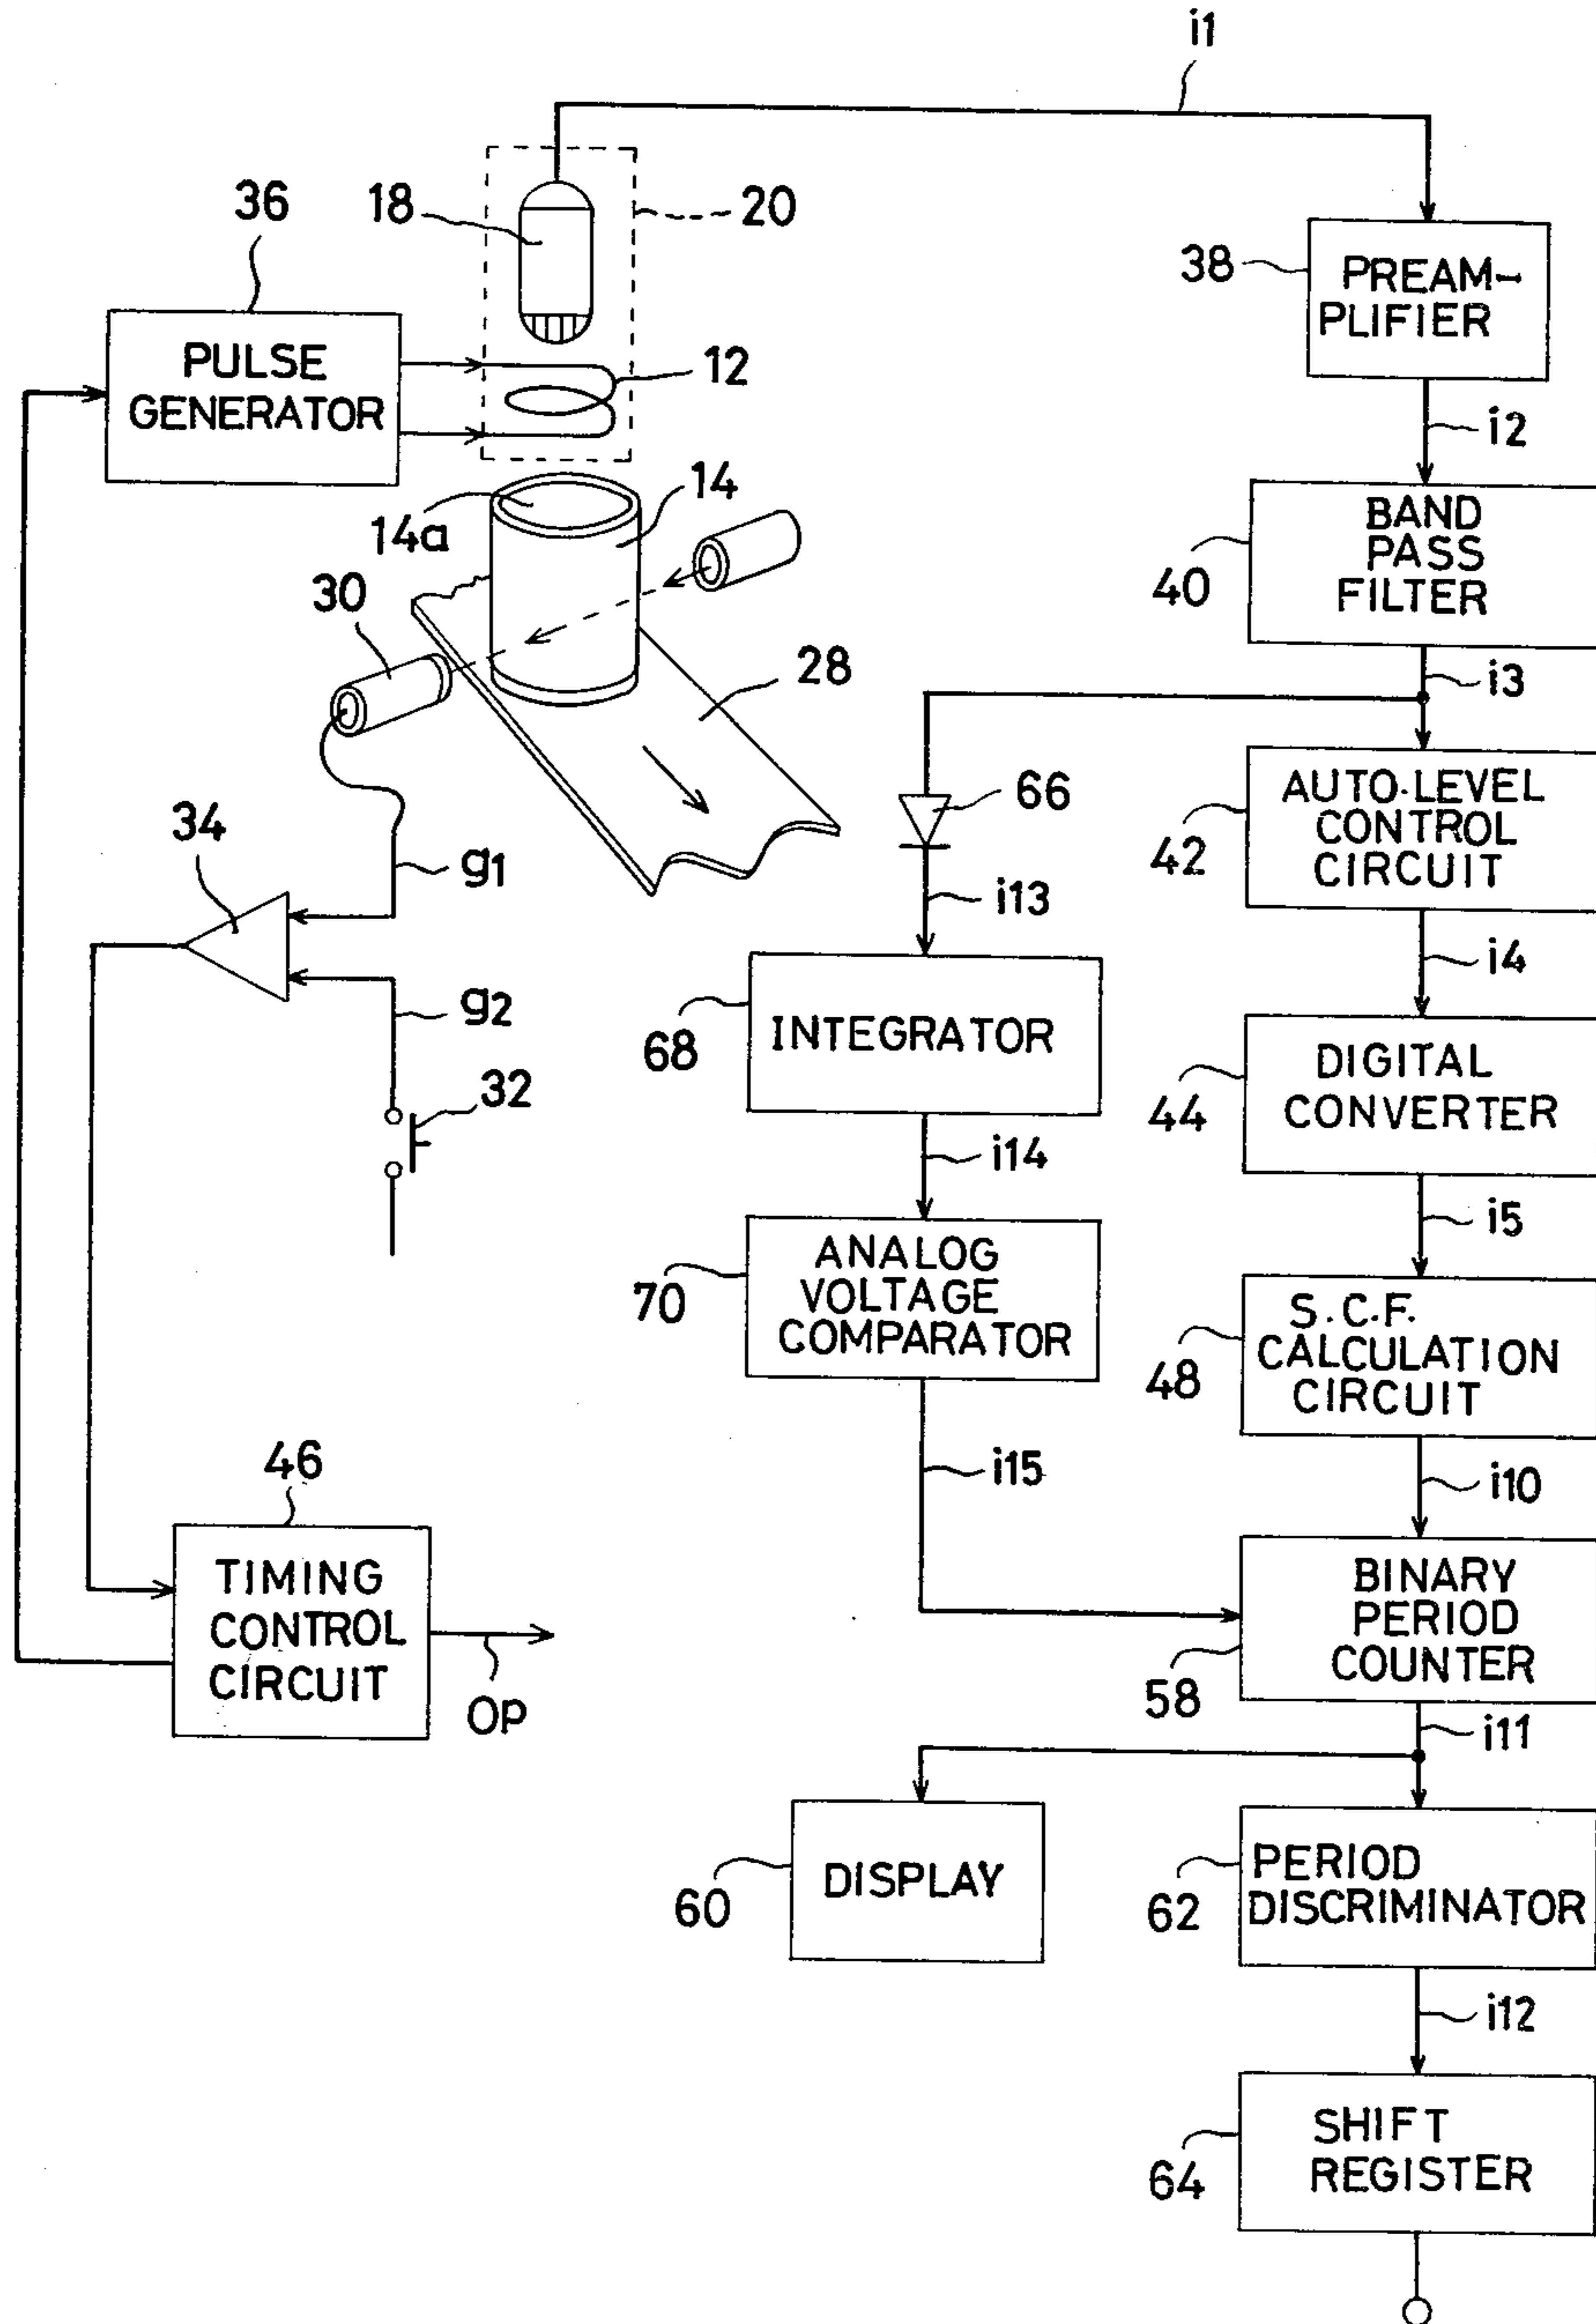 i1
36
18
20
PULSE
GENERATOR
12
38
PREAM-
PLIFIER
i2
14
14a
30
28
40
BAND
PASS
FILTER
i3
34
g1
g2
32
66
i13
42
AUTO-LEVEL
CONTROL
CIRCUIT
i4
68
INTEGRATOR
i14
44
DIGITAL
CONVERTER
i5
70
ANALOG
VOLTAGE
COMPARATOR
i15
48
S.C.F.
CALCULATION
CIRCUIT
i10
46
TIMING
CONTROL
CIRCUIT
OP
58
BINARY
PERIOD
COUNTER
i11
60
DISPLAY
62
PERIOD
DISCRIMINATOR
i12
64
SHIFT
REGISTER